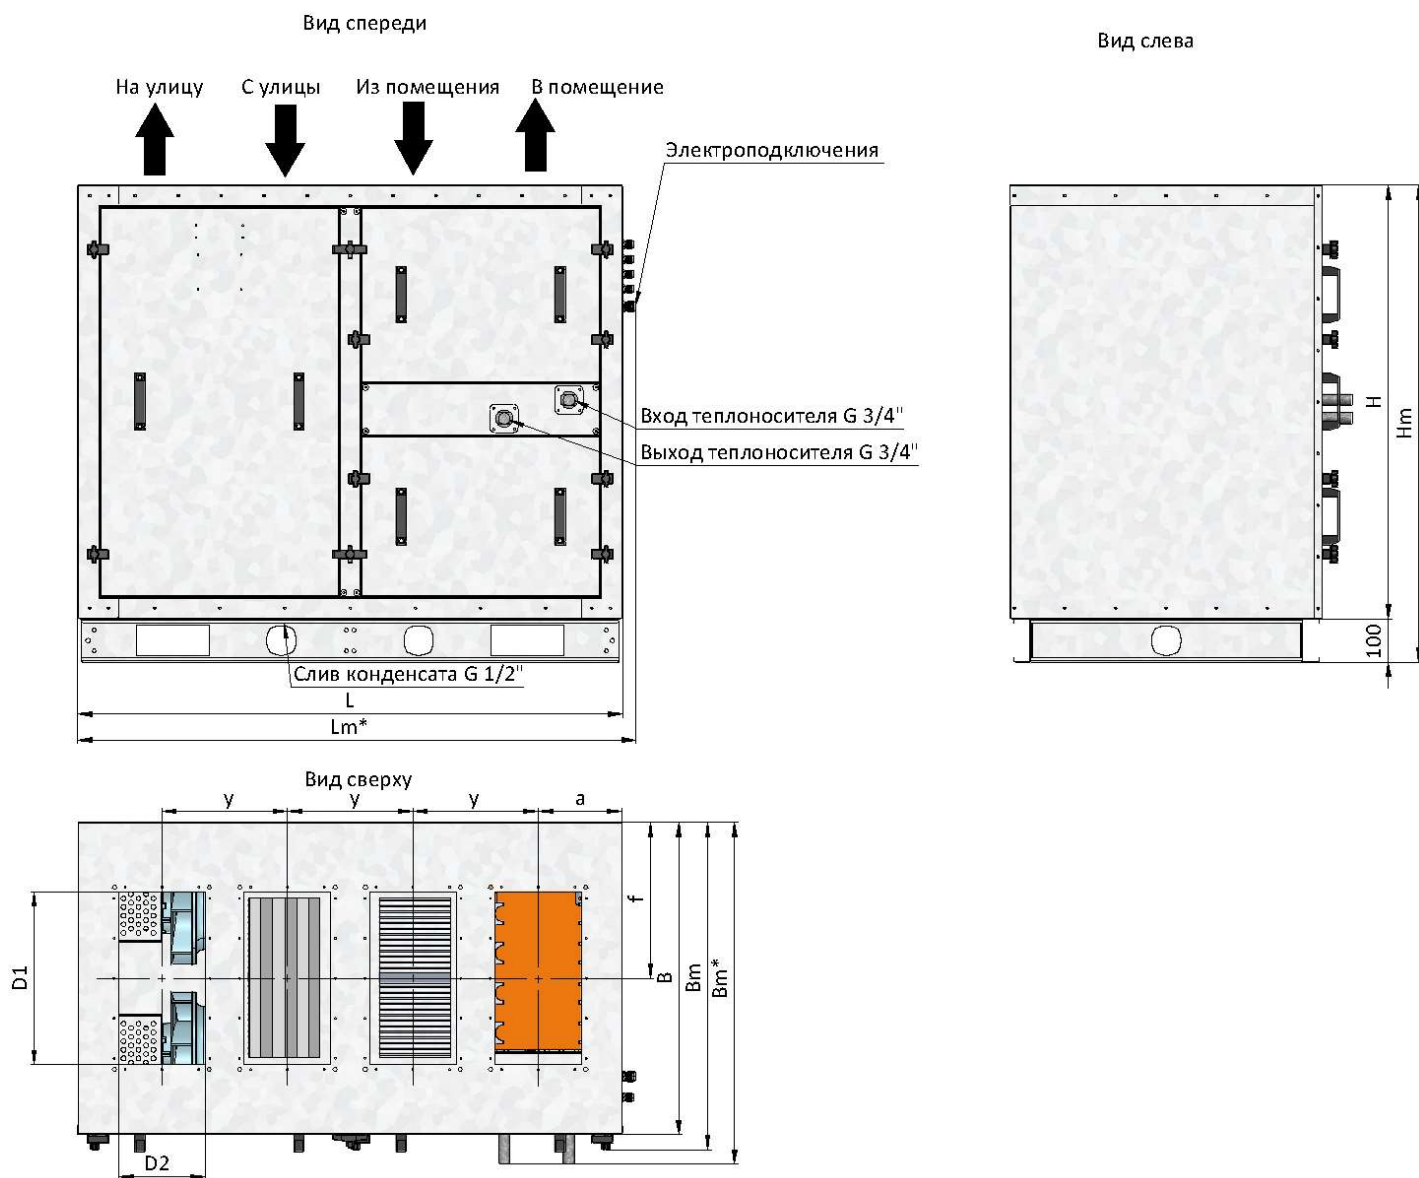 Вид спереди
Вид слева
На улицу
С улицы
Из помещения
В помещение
Электроподключения
Вход теплоносителя G 3/4"
Выход теплоносителя G 3/4"
H
Hm
100
Слив конденсата G 1/2"
L
Lm*
Вид сверху
y
y
y
a
f
D1
B
Bm
Bm*
D2